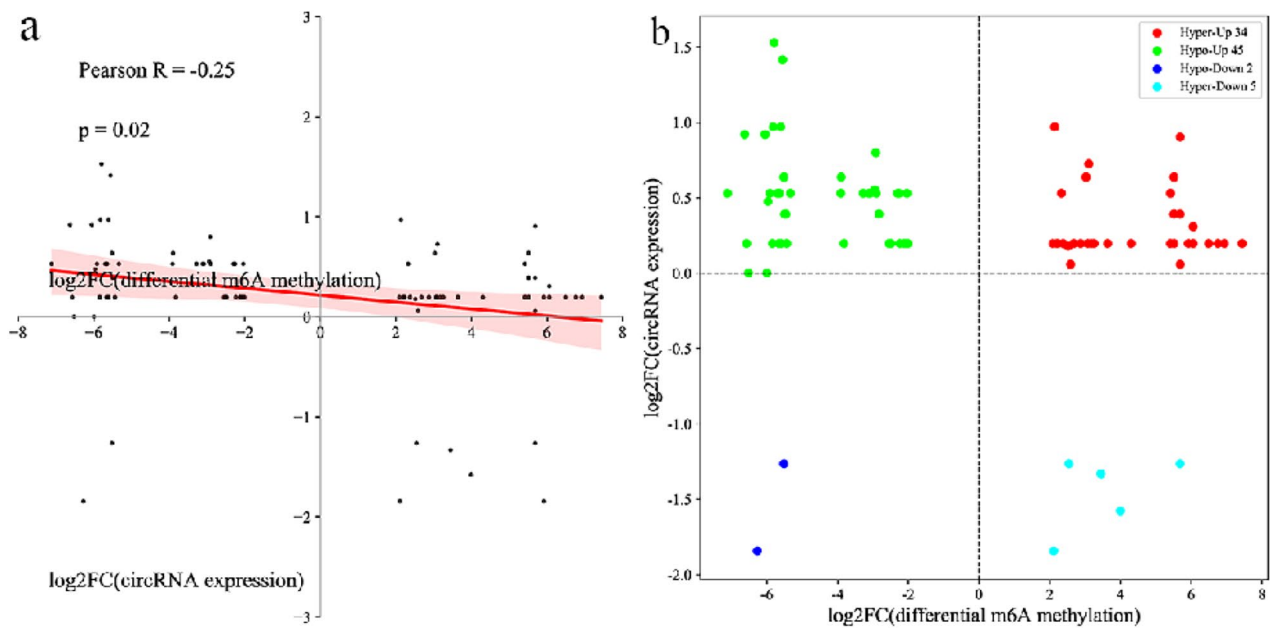 a
Pearson R = -0.25
p = 0.02
3
2
1
0
−1
−2
−3
−8
−6
−4
−2
0
2
4
6
8
log2FC(differential m6A methylation)
log2FC(circRNA expression)
b
Hyper-Up 34
Hypo-Up 45
Hypo-Down 2
Hyper-Down 5
1.5
1.0
0.5
0.0
-0.5
-1.0
-1.5
-2.0
-6
-4
-2
0
2
4
6
8
log2FC(circRNA expression)
log2FC(differential m6A methylation)